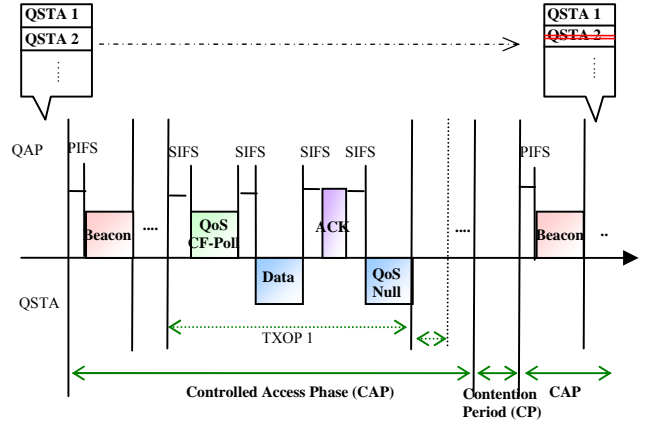 QSTA 1
QSTA 2
QSTA 1
QSTA 2
QAP
PIFS
SIFS
SIFS
SIFS
SIFS
PIFS
Beacon
....
QoS
CF-Poll
ACK
....
Beacon
..
Data
QoS
Null
QSTA
TXOP 1
Controlled Access Phase (CAP)
Contention
Period (CP)
CAP